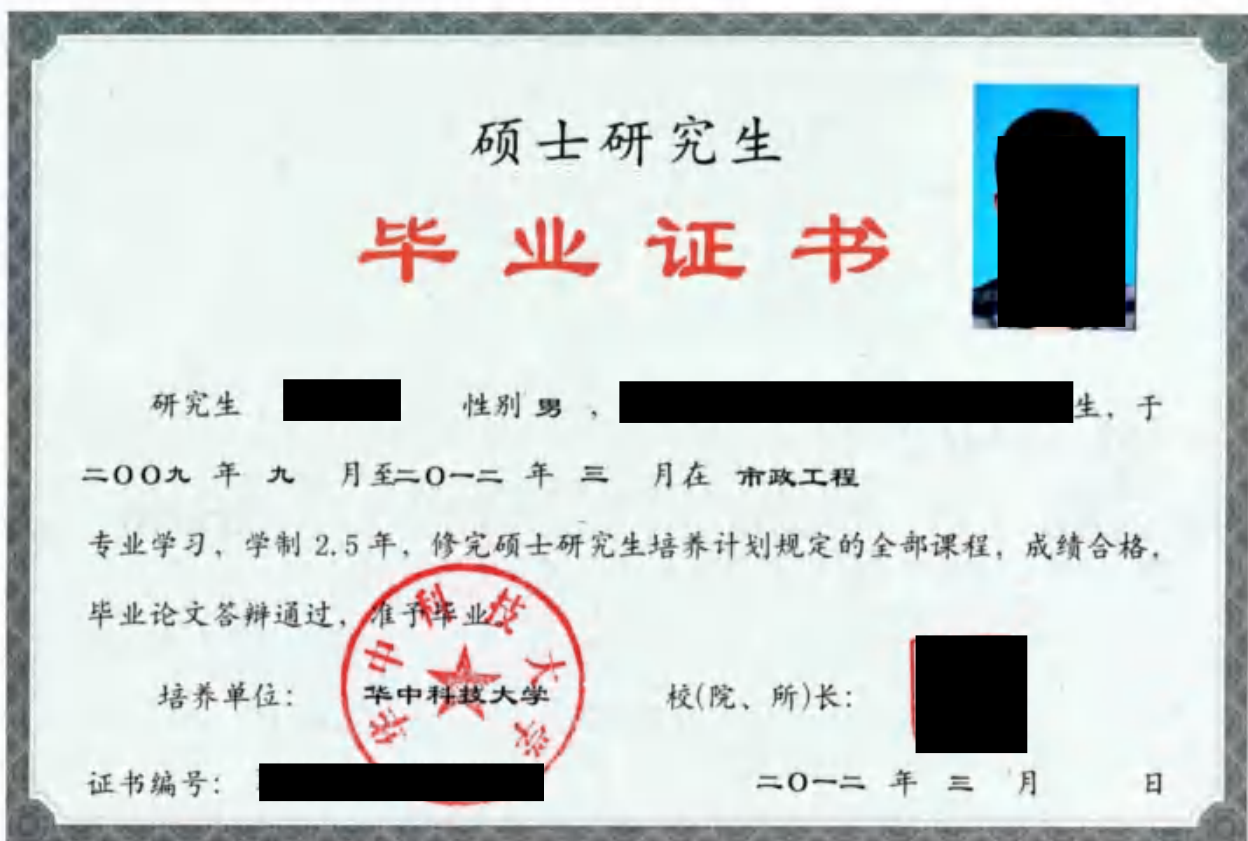 硕士研究生
毕业证书
研究生 性别 男 , 生, 于
二〇〇九 年 九 月至二〇一二 年 三 月在 市政工程
专业学习, 学制 2.5 年, 修完硕士研究生培养计划规定的全部课程, 成绩合格,
毕业论文答辩通过, 准予毕业。
华中科技大学
培养单位: 华中科技大学 校(院、所)长:
证书编号: 二〇一二 年 三 月 日